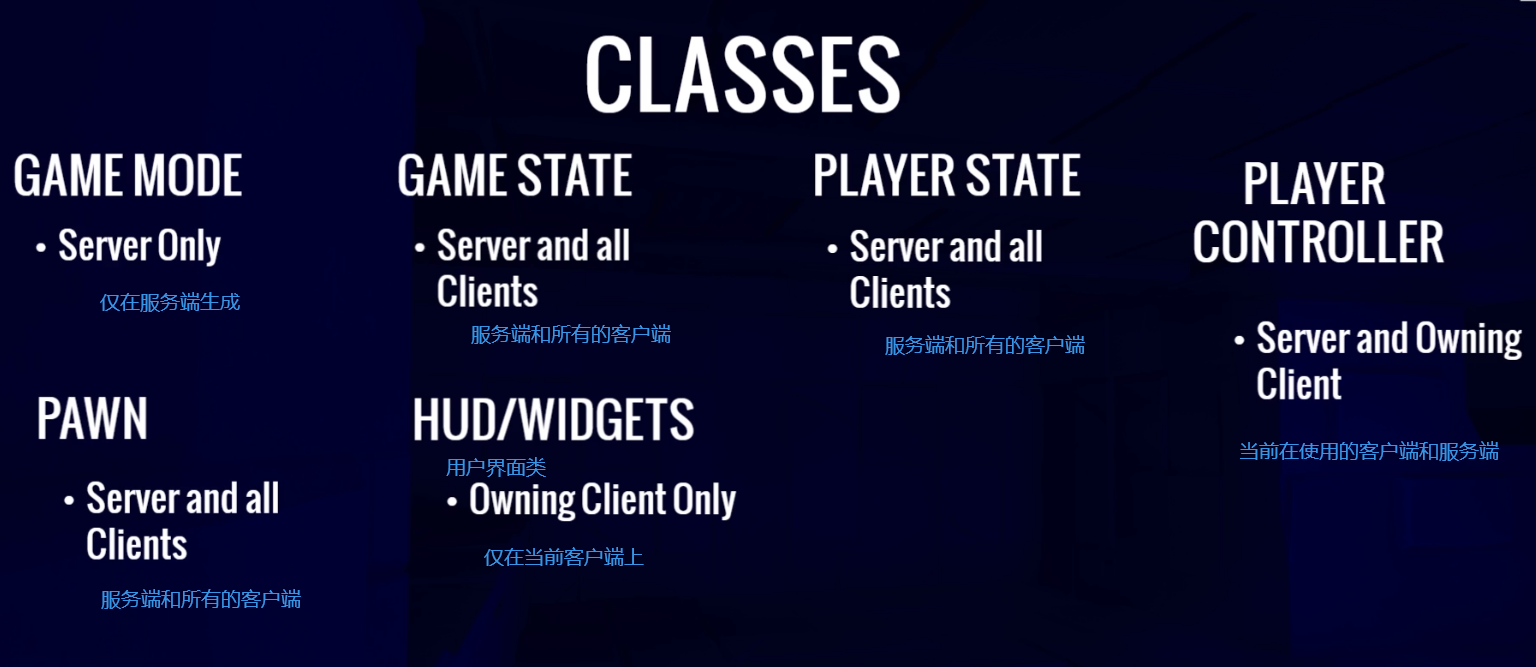 CLASSES
GAME MODE
• Server Only
仅在服务端生成
GAME STATE
• Server and all
Clients
服务端和所有的客户端
PLAYER STATE
• Server and all
Clients
服务端和所有的客户端
PLAYER
CONTROLLER
• Server and Owning
Client
当前在使用的客户端和服务端
PAWN
• Server and all
Clients
服务端和所有的客户端
HUD/WIDGETS
用户界面类
• Owning Client Only
仅在当前客户端上